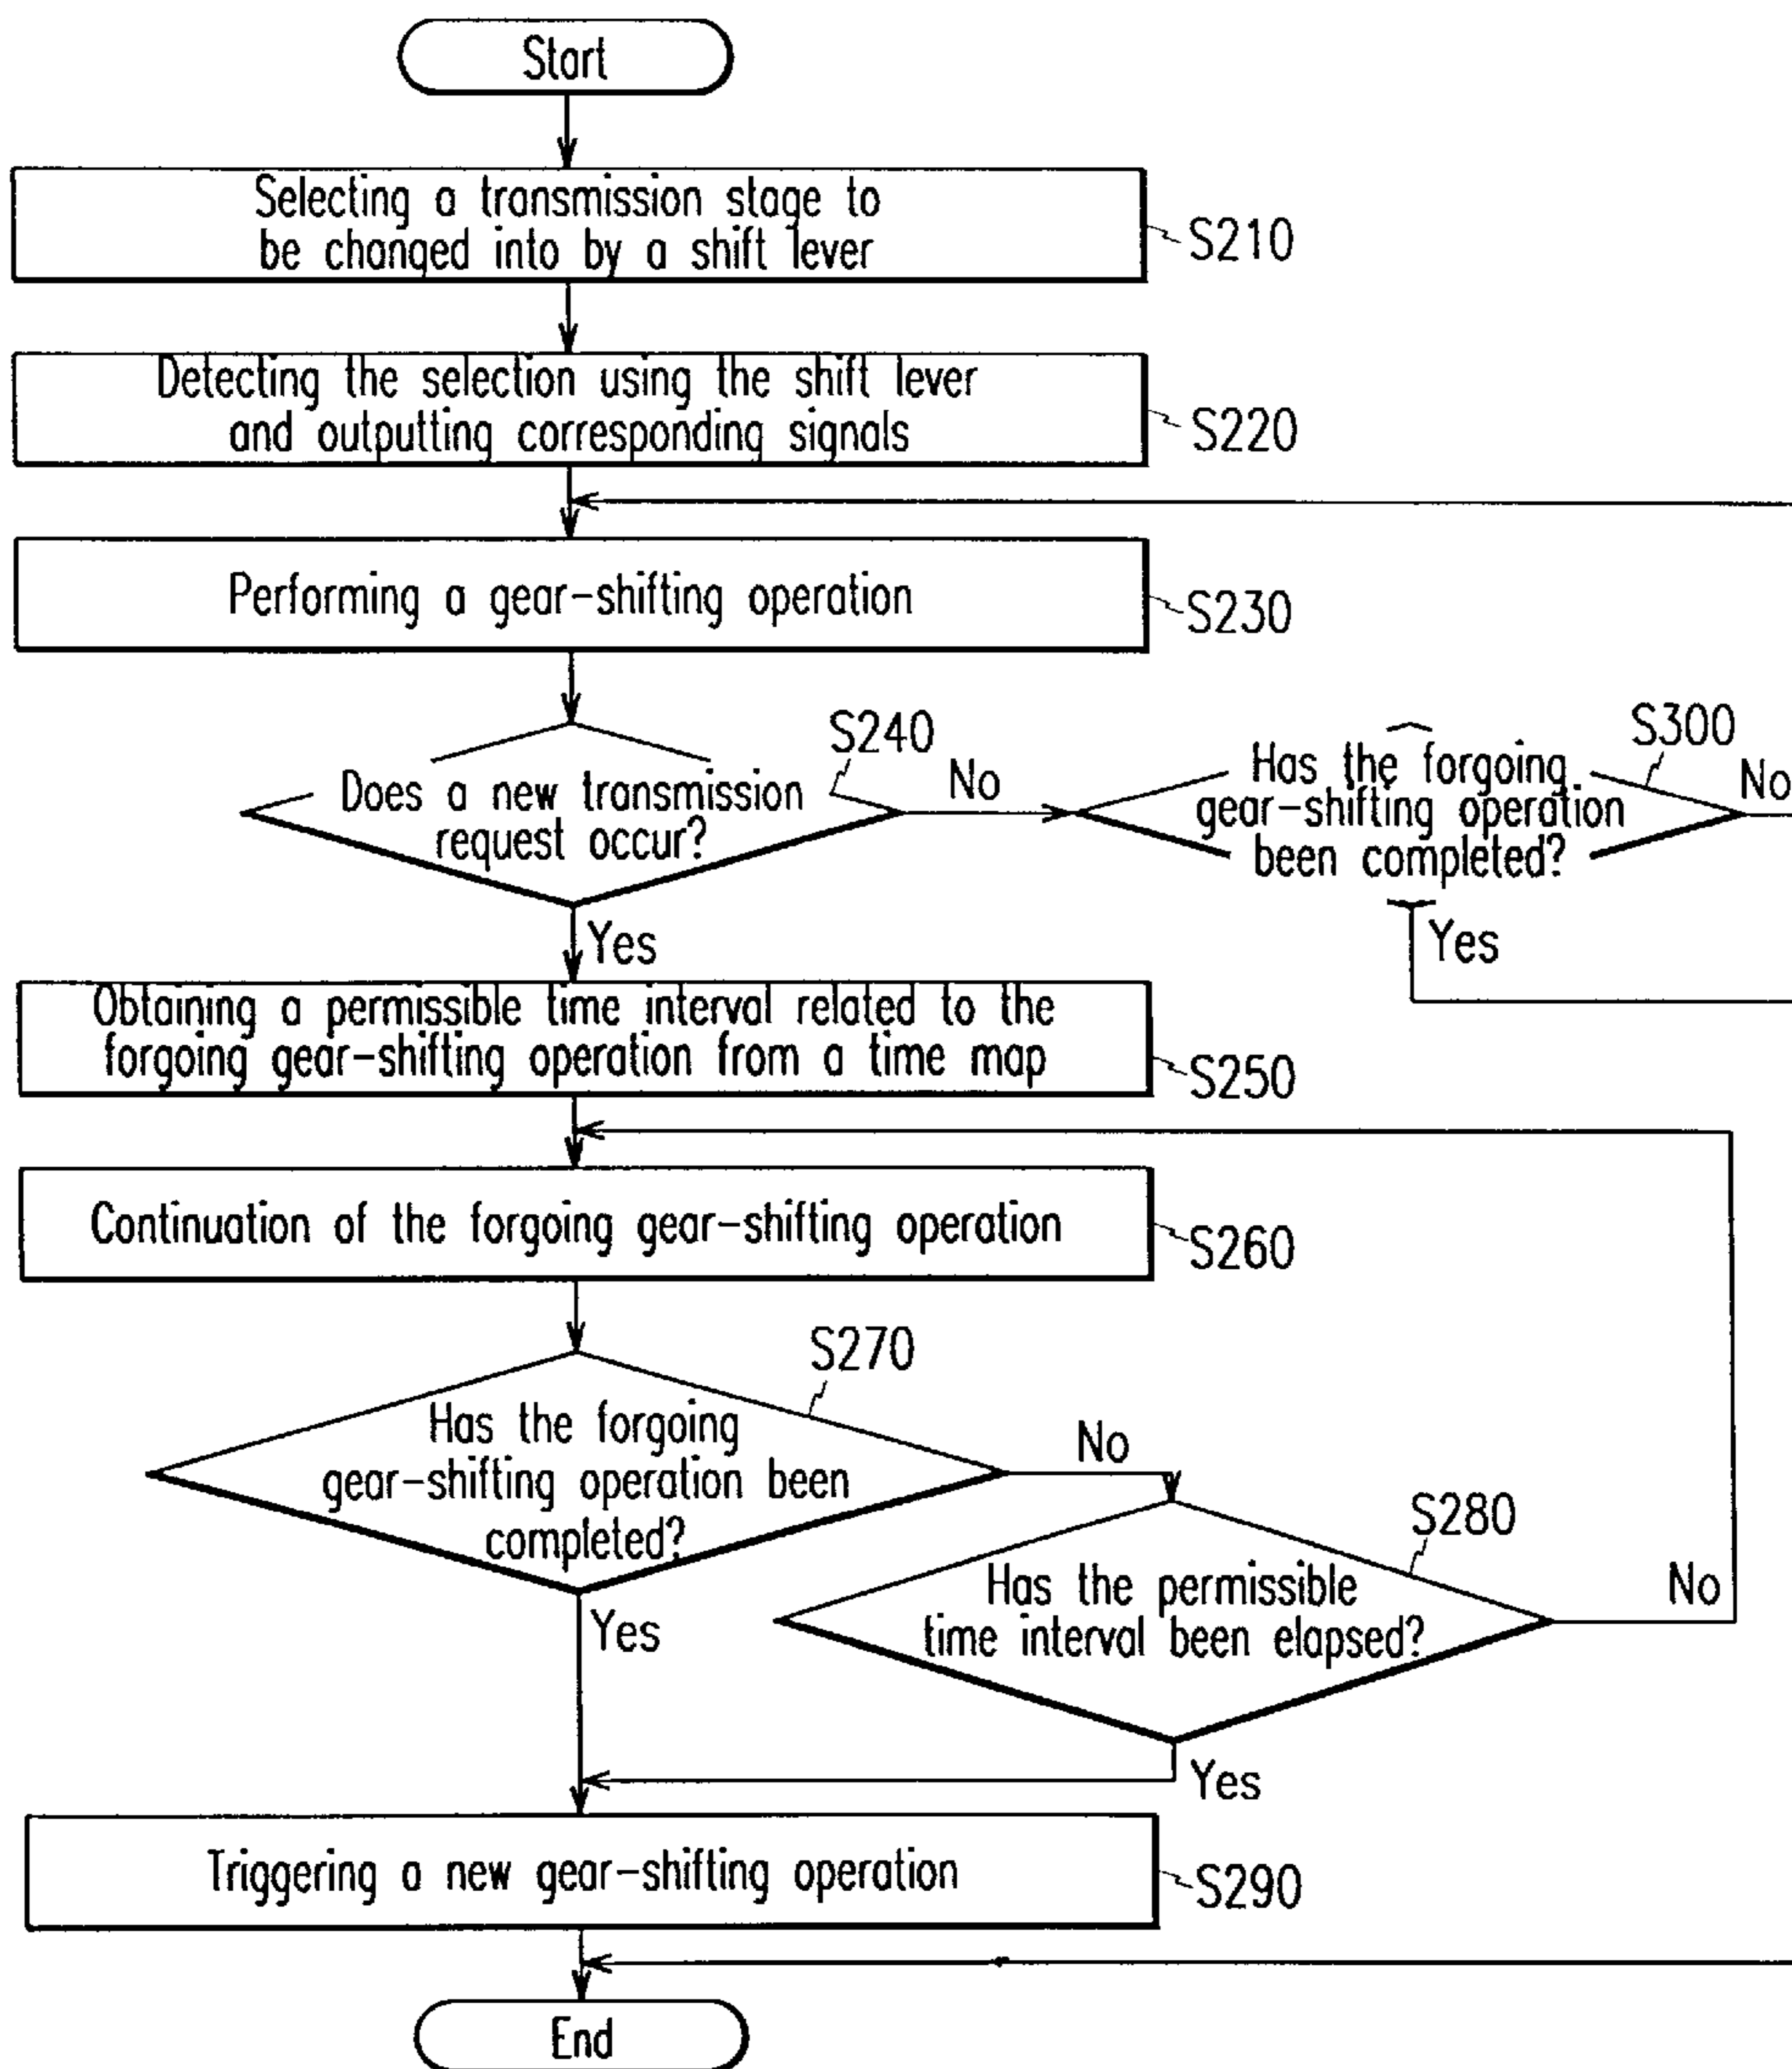 Start
Selecting a transmission stage to
be changed into by a shift lever
S210
Detecting the selection using the shift lever
and outputting corresponding signals
S220
Performing a gear-shifting operation
S230
S240
Does a new transmission
request occur?
No
Yes
S300
Has the forgoing
gear-shifting operation
been completed?
No
Yes
Obtaining a permissible time interval related to the
forgoing gear-shifting operation from a time map
S250
Continuation of the forgoing gear-shifting operation
S260
S270
Has the forgoing
gear-shifting operation been
completed?
No
Yes
S280
Has the permissible
time interval been elapsed?
No
Yes
Triggering a new gear-shifting operation
S290
End